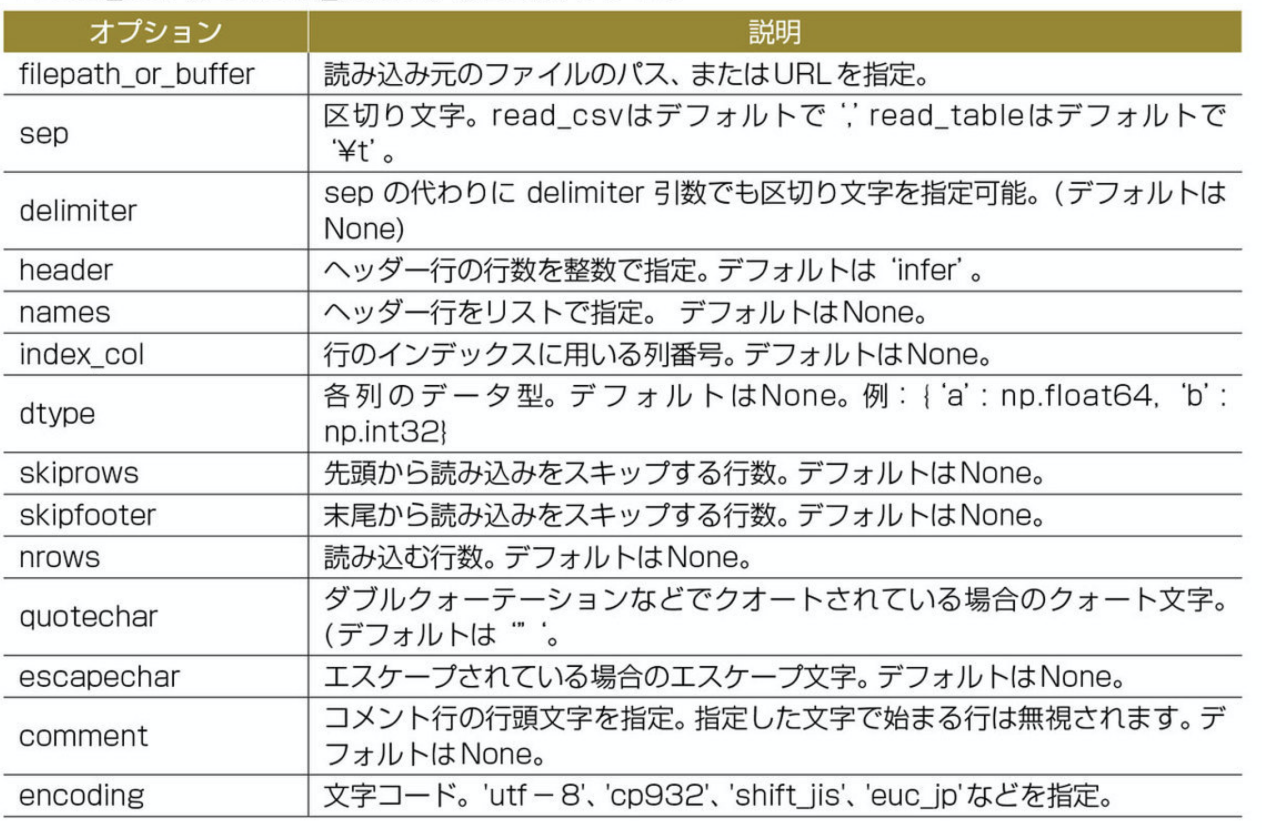 オプション 説明
filepath_or_buffer 読み込み元のファイルのパス、またはURLを指定。
sep 区切り文字。read_csvはデフォルトで ‘,’ read_tableはデフォルトで
‘¥t’。
delimiter sep の代わりに delimiter 引数でも区切り文字を指定可能。(デフォルトは
None)
header ヘッダー行の行数を整数で指定。デフォルトは ‘infer’。
names ヘッダー行をリストで指定。 デフォルトはNone。
index_col 行のインデックスに用いる列番号。デフォルトはNone。
dtype 各列のデータ型。デフォルトはNone。例：{‘a’: np.float64, ‘b’:
np.int32}
skiprows 先頭から読み込みをスキップする行数。デフォルトはNone。
skipfooter 末尾から読み込みをスキップする行数。デフォルトはNone。
nrows 読み込む行数。デフォルトはNone。
quotechar ダブルクォーテーションなどでクオートされている場合のクォート文字。
(デフォルトは ‘” ‘。
escapechar エスケープされている場合のエスケープ文字。デフォルトはNone。
comment コメント行の行頭文字を指定。指定した文字で始まる行は無視されます。デ
フォルトはNone。
encoding 文字コード。'utf－8'、'cp932'、'shift_jis'、'euc_jp'などを指定。